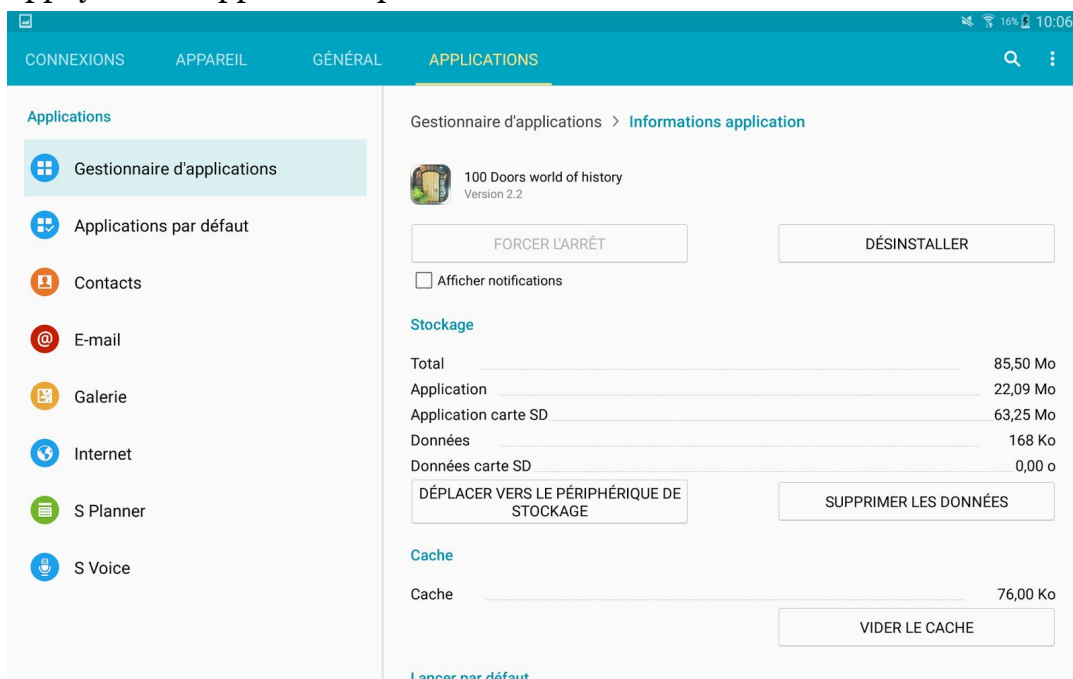 16% 10:06
CONNEXIONS APPAREIL GÉNÉRAL APPLICATIONS
Applications
Gestionnaire d'applications
Applications par défaut
Contacts
E-mail
Galerie
Internet
S Planner
S Voice
Gestionnaire d'applications > Informations application
100 Doors world of history
Version 2.2
FORCER L'ARRÊT DÉSINSTALLER
Afficher notifications
Stockage
Total 85,50 Mo
Application 22,09 Mo
Application carte SD 63,25 Mo
Données 168 Ko
Données carte SD 0,00 o
DÉPLACER VERS LE PÉRIPHÉRIQUE DE
STOCKAGE
SUPPRIMER LES DONNÉES
Cache
Cache 76,00 Ko
VIDER LE CACHE
Lancer par défaut